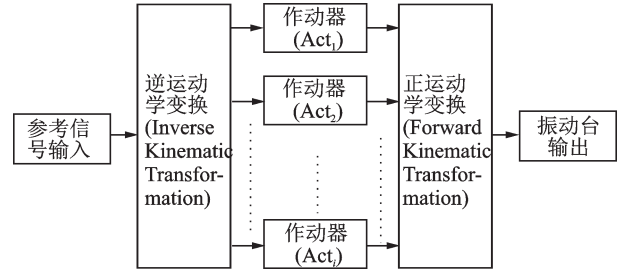 参考信
号输入
逆运动
学变换
(Inverse
Kinematic
Transfor-
mation)
作动器
(Act₁)
作动器
(Act₂)
作动器
(Actᵢ)
正运动
学变换
(Forward
Kinematic
Transfor-
mation)
振动台
输出